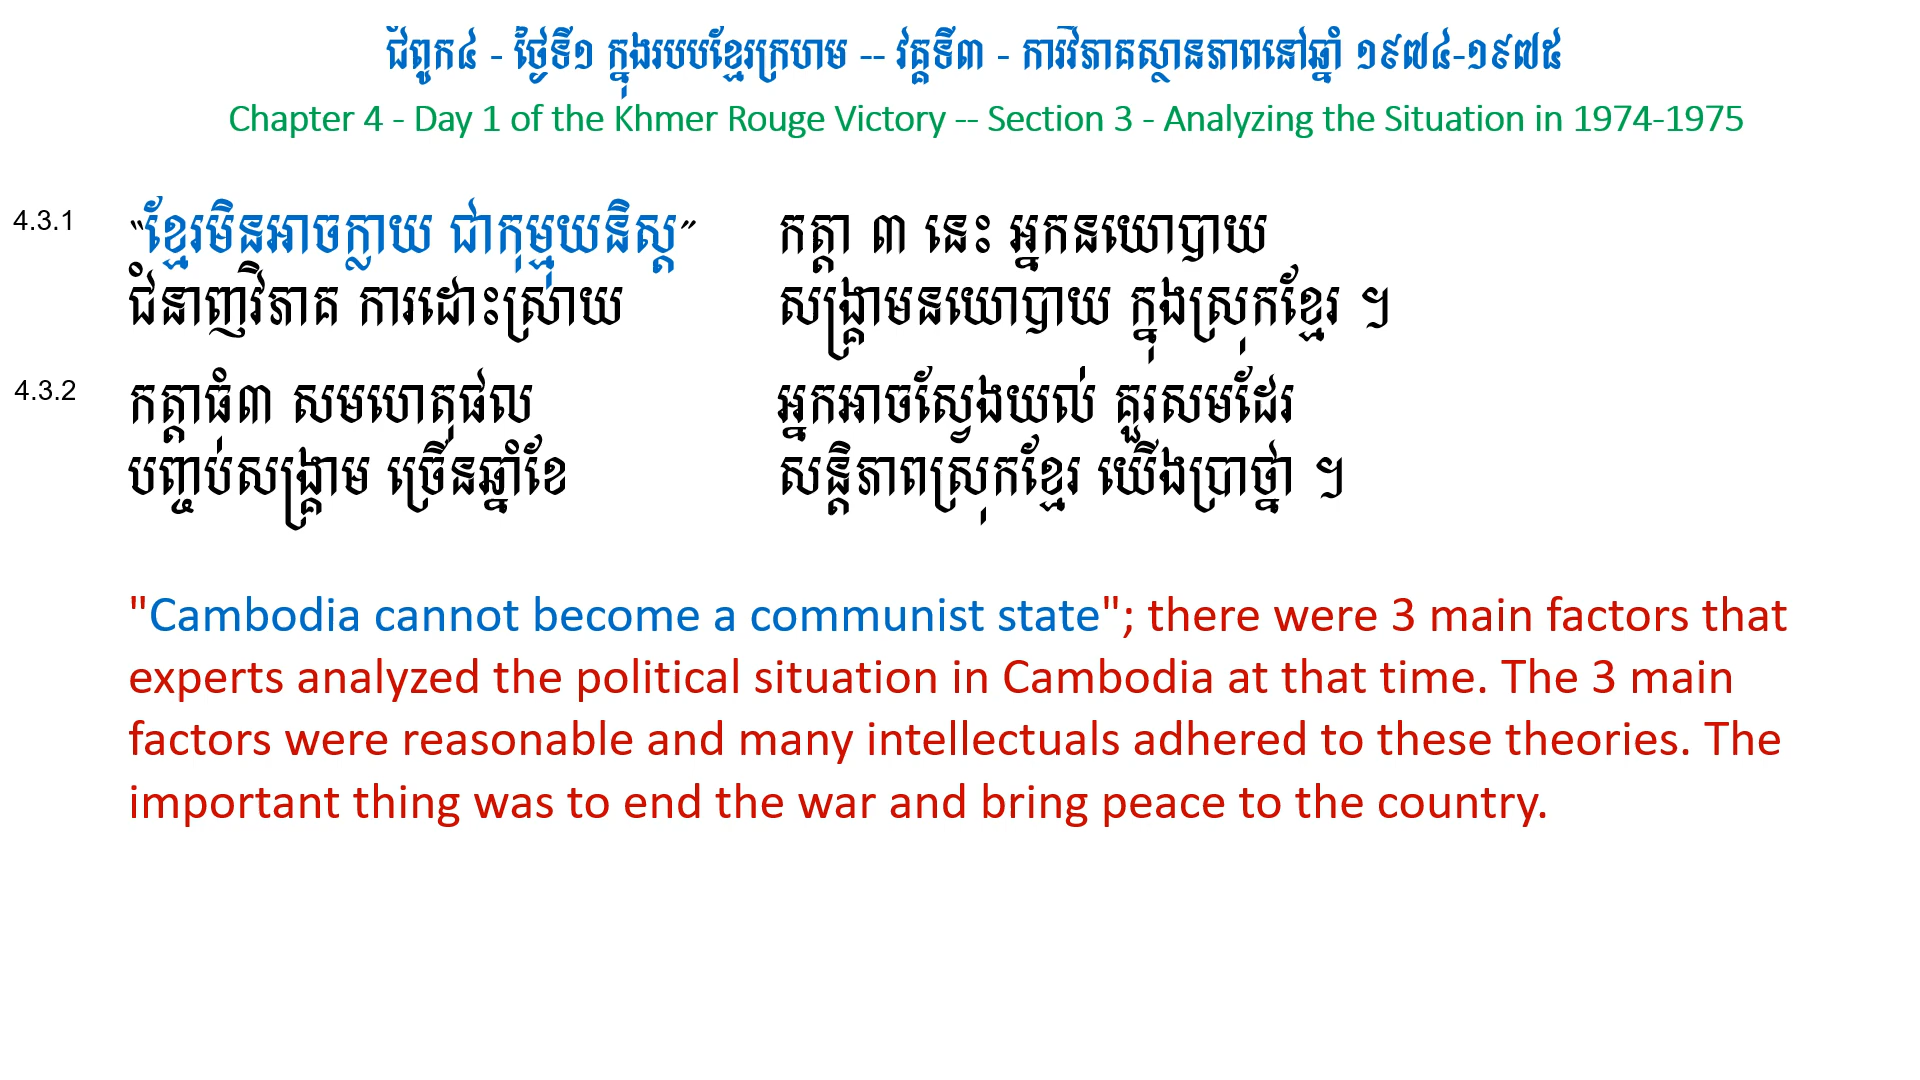 ជំពូក៤ - ថ្ងៃទី១ ក្នុងរបបខ្មែរក្រហម -- វគ្គទី៣ - ការវិភាគស្ថានភាពនៅឆ្នាំ ១៩៧៤-១៩៧៥
Chapter 4 - Day 1 of the Khmer Rouge Victory -- Section 3 - Analyzing the Situation in 1974-1975
4.3.1 “ខ្មែរមិនអាចក្លាយ ជាកុម្មុយនិស្ត” កត្តា ៣ នេះ អ្នកនយោបាយ
ជំនាញវិភាគ ការដោះស្រាយ សង្គ្រាមនយោបាយ ក្នុងស្រុកខ្មែរ ។
4.3.2 កត្តាធំ៣ សមហេតុផល អ្នកអាចស្វែងយល់ គួរសមដែរ
បញ្ចប់សង្គ្រាម ច្រើនឆ្នាំខែ សន្តិភាពស្រុកខ្មែរ យើងប្រាថ្នា ។
"Cambodia cannot become a communist state"; there were 3 main factors that
experts analyzed the political situation in Cambodia at that time. The 3 main
factors were reasonable and many intellectuals adhered to these theories. The
important thing was to end the war and bring peace to the country.